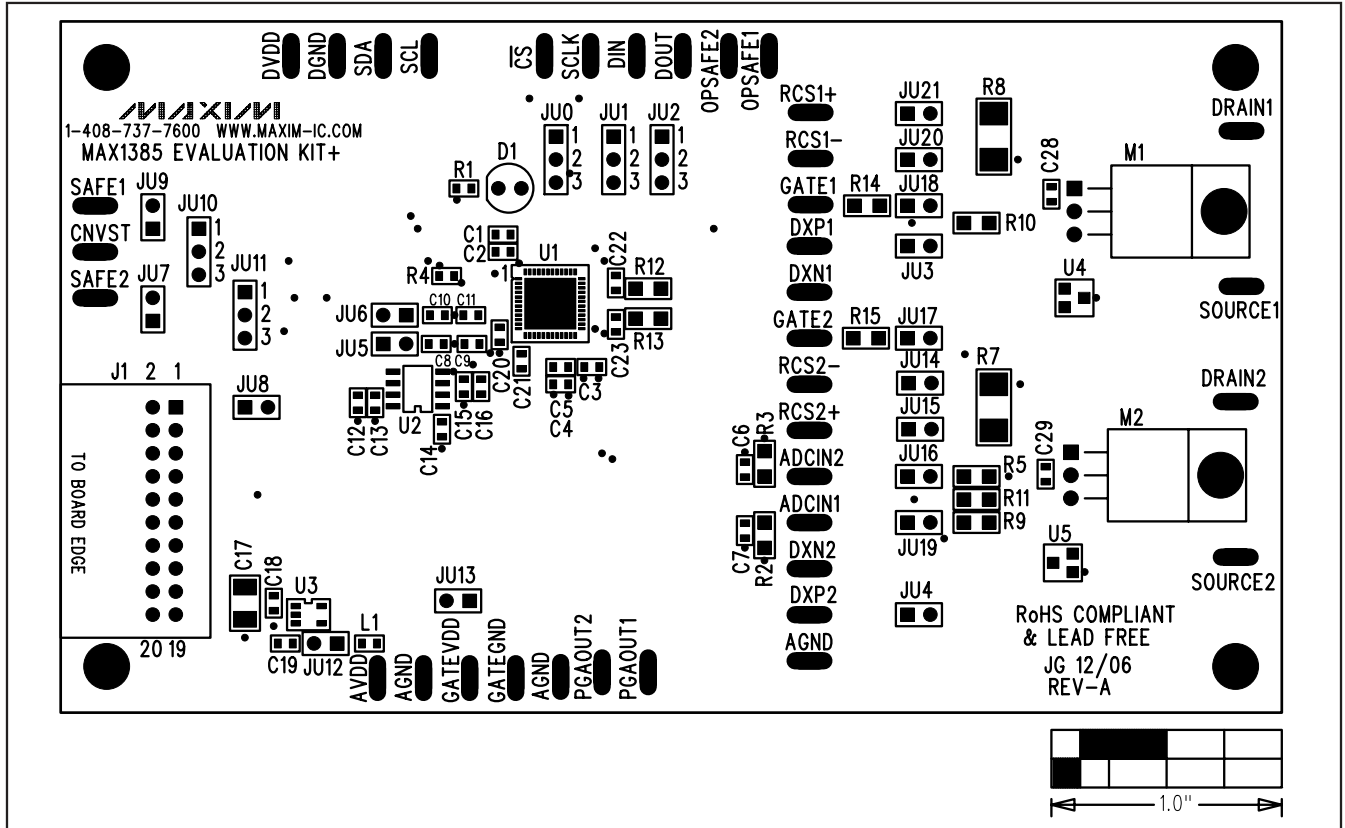 DVDD
DGND
SDA
SCL
CS
SCLK
DIN
DOUT
OPSAFE2
OPSAFE1
MAXIM
1-408-737-7600 WWW.MAXIM-IC.COM
MAX1385 EVALUATION KIT+
JU0
1
2
3
JU1
1
2
3
JU2
1
2
3
D1
R1
RCS1+
RCS1-
GATE1
DXP1
DXN1
GATE2
RCS2-
RCS2+
ADCIN2
ADCIN1
DXN2
DXP2
AGND
JU21
JU20
R14
JU18
JU3
R8
R10
C28
M1
DRAIN1
U4
SOURCE1
SAFE1
CNVST
SAFE2
JU9
JU10
1
2
3
JU7
JU11
1
2
3
C1
C2
R4
U1
1
C22
R12
R13
C23
JU6
JU5
C10
C11
C8
C9
C20
C21
C3
C5
C4
U2
C12
C13
C14
C15
C16
J1 2 1
JU8
TO BOARD EDGE
20 19
R15
JU17
JU14
JU15
JU16
JU19
JU4
R7
R5
R11
R9
C29
M2
DRAIN2
U5
SOURCE2
C6
R3
C7
R2
C17
C18
U3
C19
JU12
L1
JU13
AVDD
AGND
GATEVDD
GATEGND
AGND
PGAOUT2
PGAOUT1
RoHS COMPLIANT
& LEAD FREE
JG 12/06
REV-A
1.0"